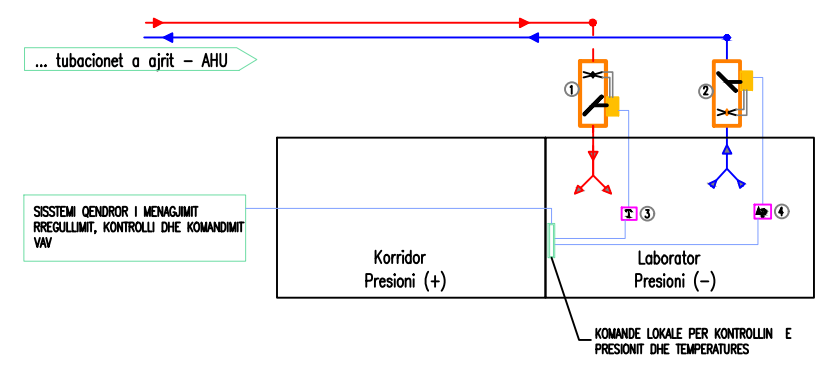 ... tubacionet a ajrit - AHU
1
2
SISSTEMI QENDROR I MENAGJIMIT
RREGULLIMIT, KONTROLLI DHE KOMANDIMIT
VAV
T
3
4
Korridor
Presioni (+)
Laborator
Presioni (-)
KOMANDE LOKALE PER KONTROLLIN E
PRESIONIT DHE TEMPERATURES